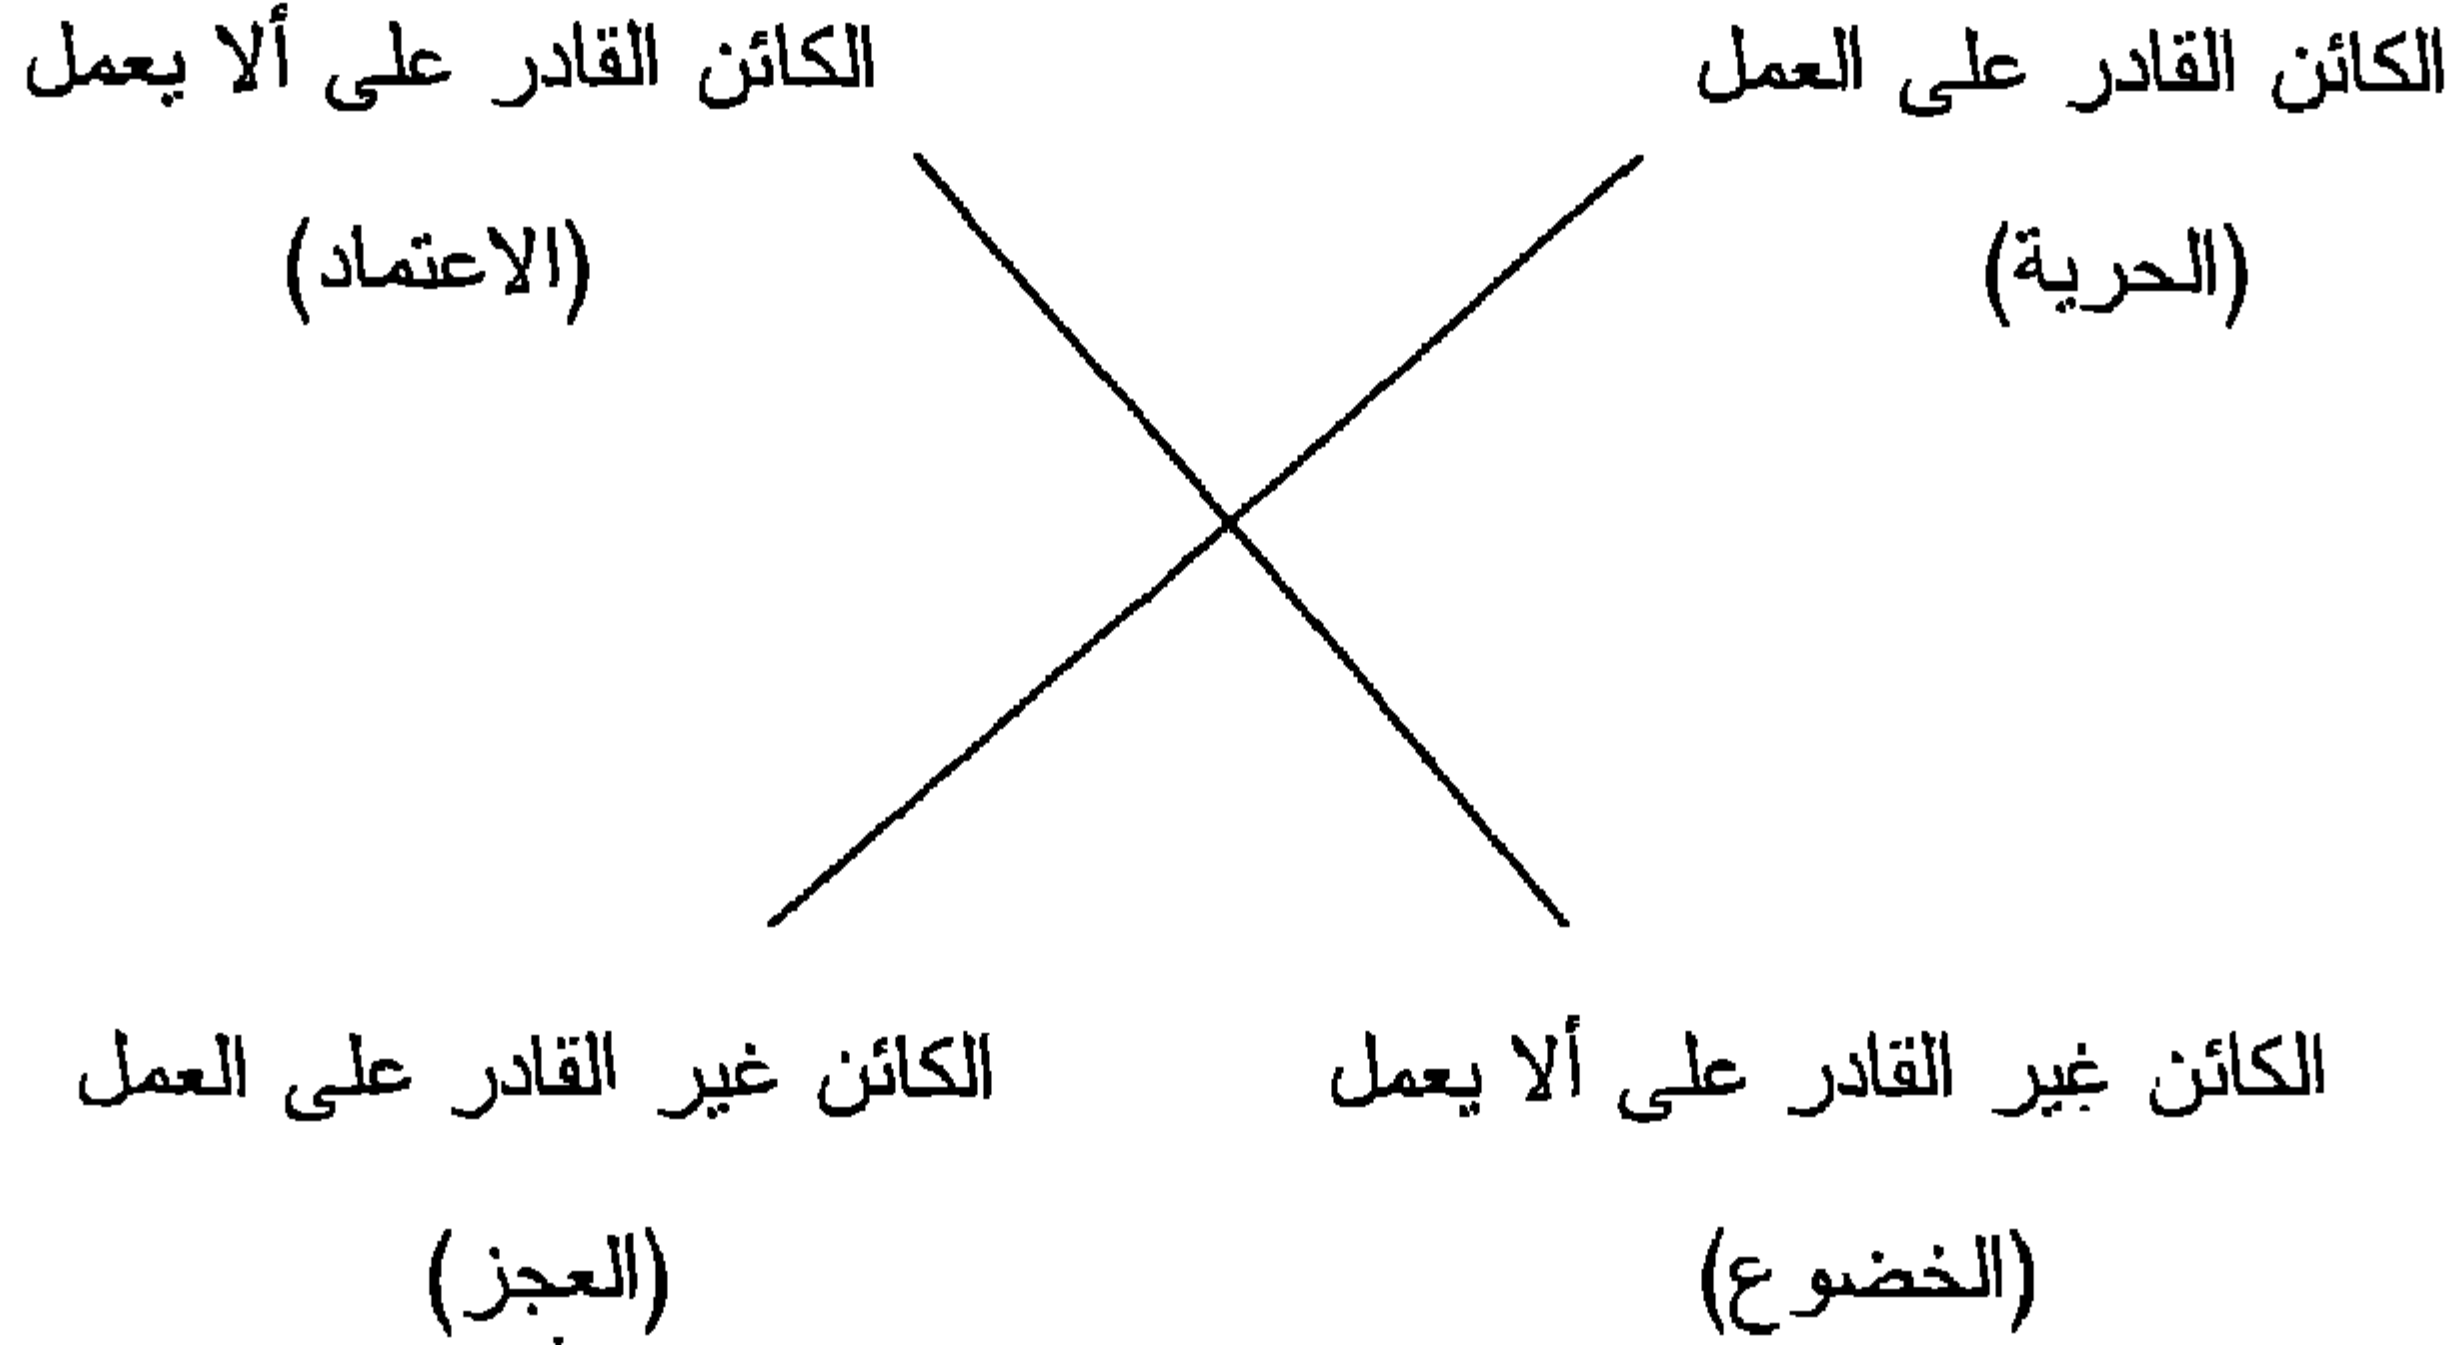 الكائن القادر على العمل
الكائن القادر على ألا يعمل
(الحرية)
(الاعتماد)
الكائن غير القادر على ألا يعمل
الكائن غير القادر على العمل
(الخضوع)
(العجز)